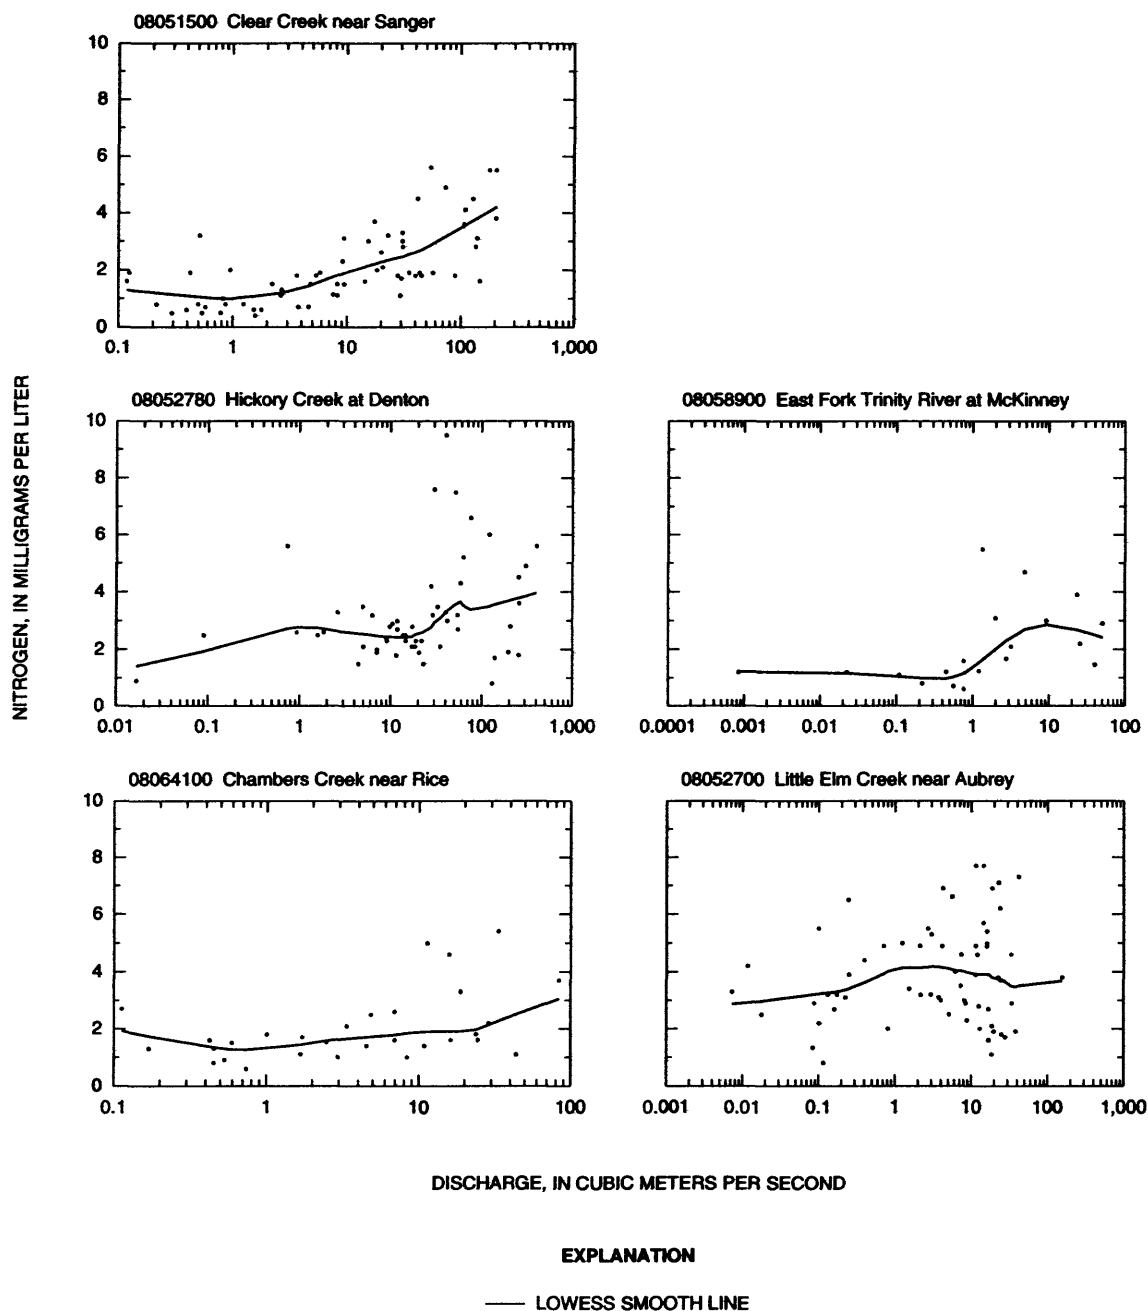 08051500 Clear Creek near Sanger
10
8
6
4
2
0
0.1 1 10 100 1,000
NITROGEN, IN MILLIGRAMS PER LITER
08052780 Hickory Creek at Denton
10
8
6
4
2
0
0.01 0.1 1 10 100 1,000
08058900 East Fork Trinity River at McKinney
0.0001 0.001 0.01 0.1 1 10 100
08064100 Chambers Creek near Rice
10
8
6
4
2
0
0.1 1 10 100
08052700 Little Elm Creek near Aubrey
0.001 0.01 0.1 1 10 100 1,000
DISCHARGE, IN CUBIC METERS PER SECOND
EXPLANATION
LOWESS SMOOTH LINE